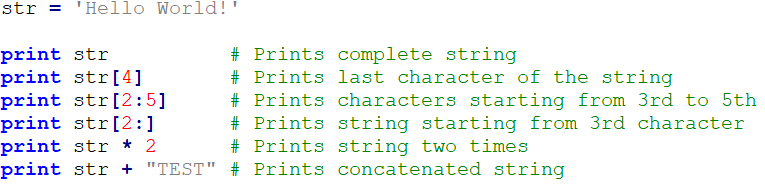 str = 'Hello World!'
print str # Prints complete string
print str[4] # Prints last character of the string
print str[2:5] # Prints characters starting from 3rd to 5th
print str[2:] # Prints string starting from 3rd character
print str * 2 # Prints string two times
print str + "TEST" # Prints concatenated string